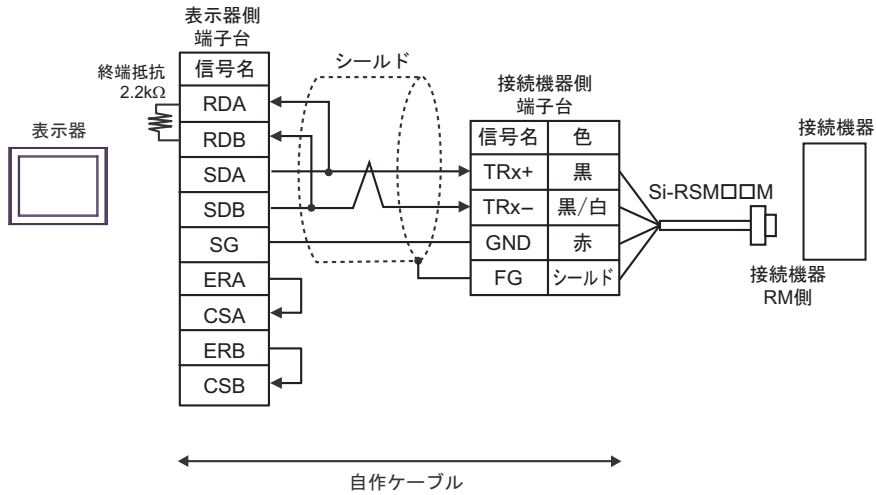 表示器側
端子台
終端抵抗
2.2kΩ
表示器
信号名
RDA
RDB
SDA
SDB
SG
ERA
CSA
ERB
CSB
シールド
接続機器側
端子台
信号名 色
TRx+ 黒
TRx− 黒/白
GND 赤
FG シールド
Si-RSM□□M
接続機器
接続機器
RM側
自作ケーブル